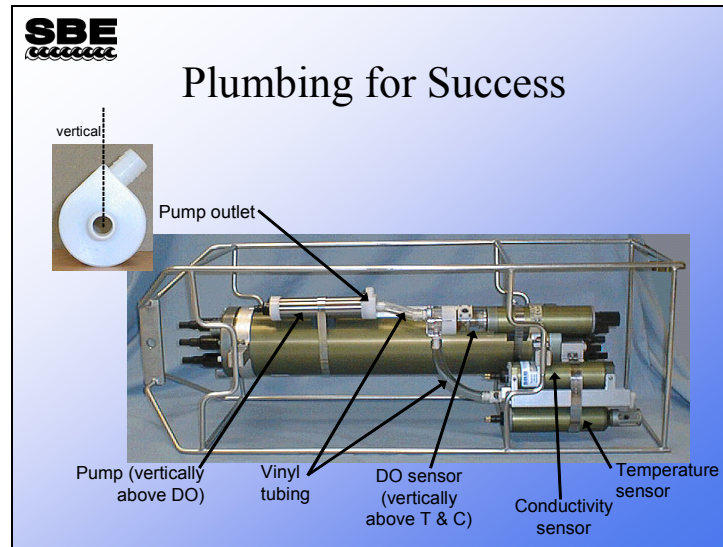 SBE
Plumbing for Success
vertical
Pump outlet
Pump (vertically
above DO)
Vinyl
tubing
DO sensor
(vertically
above T & C)
Conductivity
sensor
Temperature
sensor